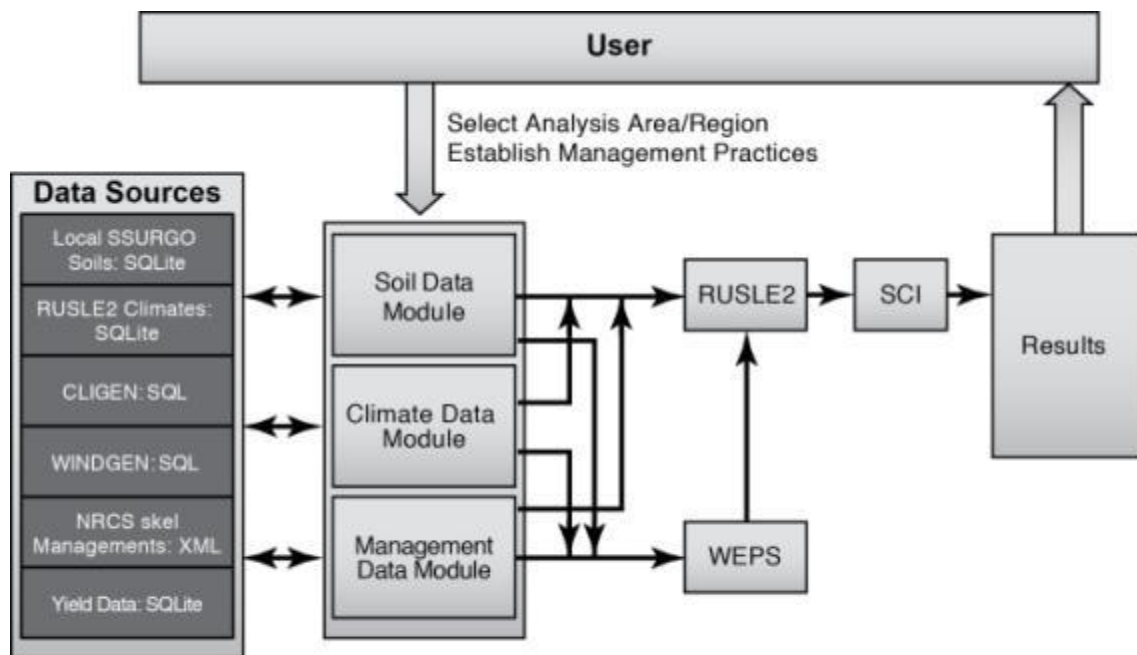 User
Select Analysis Area/Region
Establish Management Practices
Data Sources
Local SSURGO
Soils: SQLite
RUSLE2 Climates:
SQLite
CLIGEN: SQL
WINDGEN: SQL
NRCS skel
Managements: XML
Yield Data: SQLite
Soil Data
Module
Climate Data
Module
Management
Data Module
RUSLE2
SCI
WEPS
Results